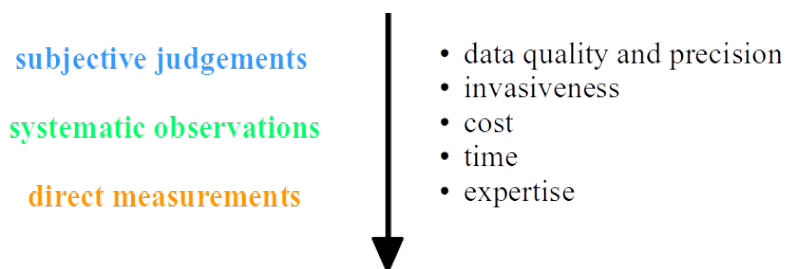 subjective judgements
systematic observations
direct measurements
• data quality and precision
• invasiveness
• cost
• time
• expertise